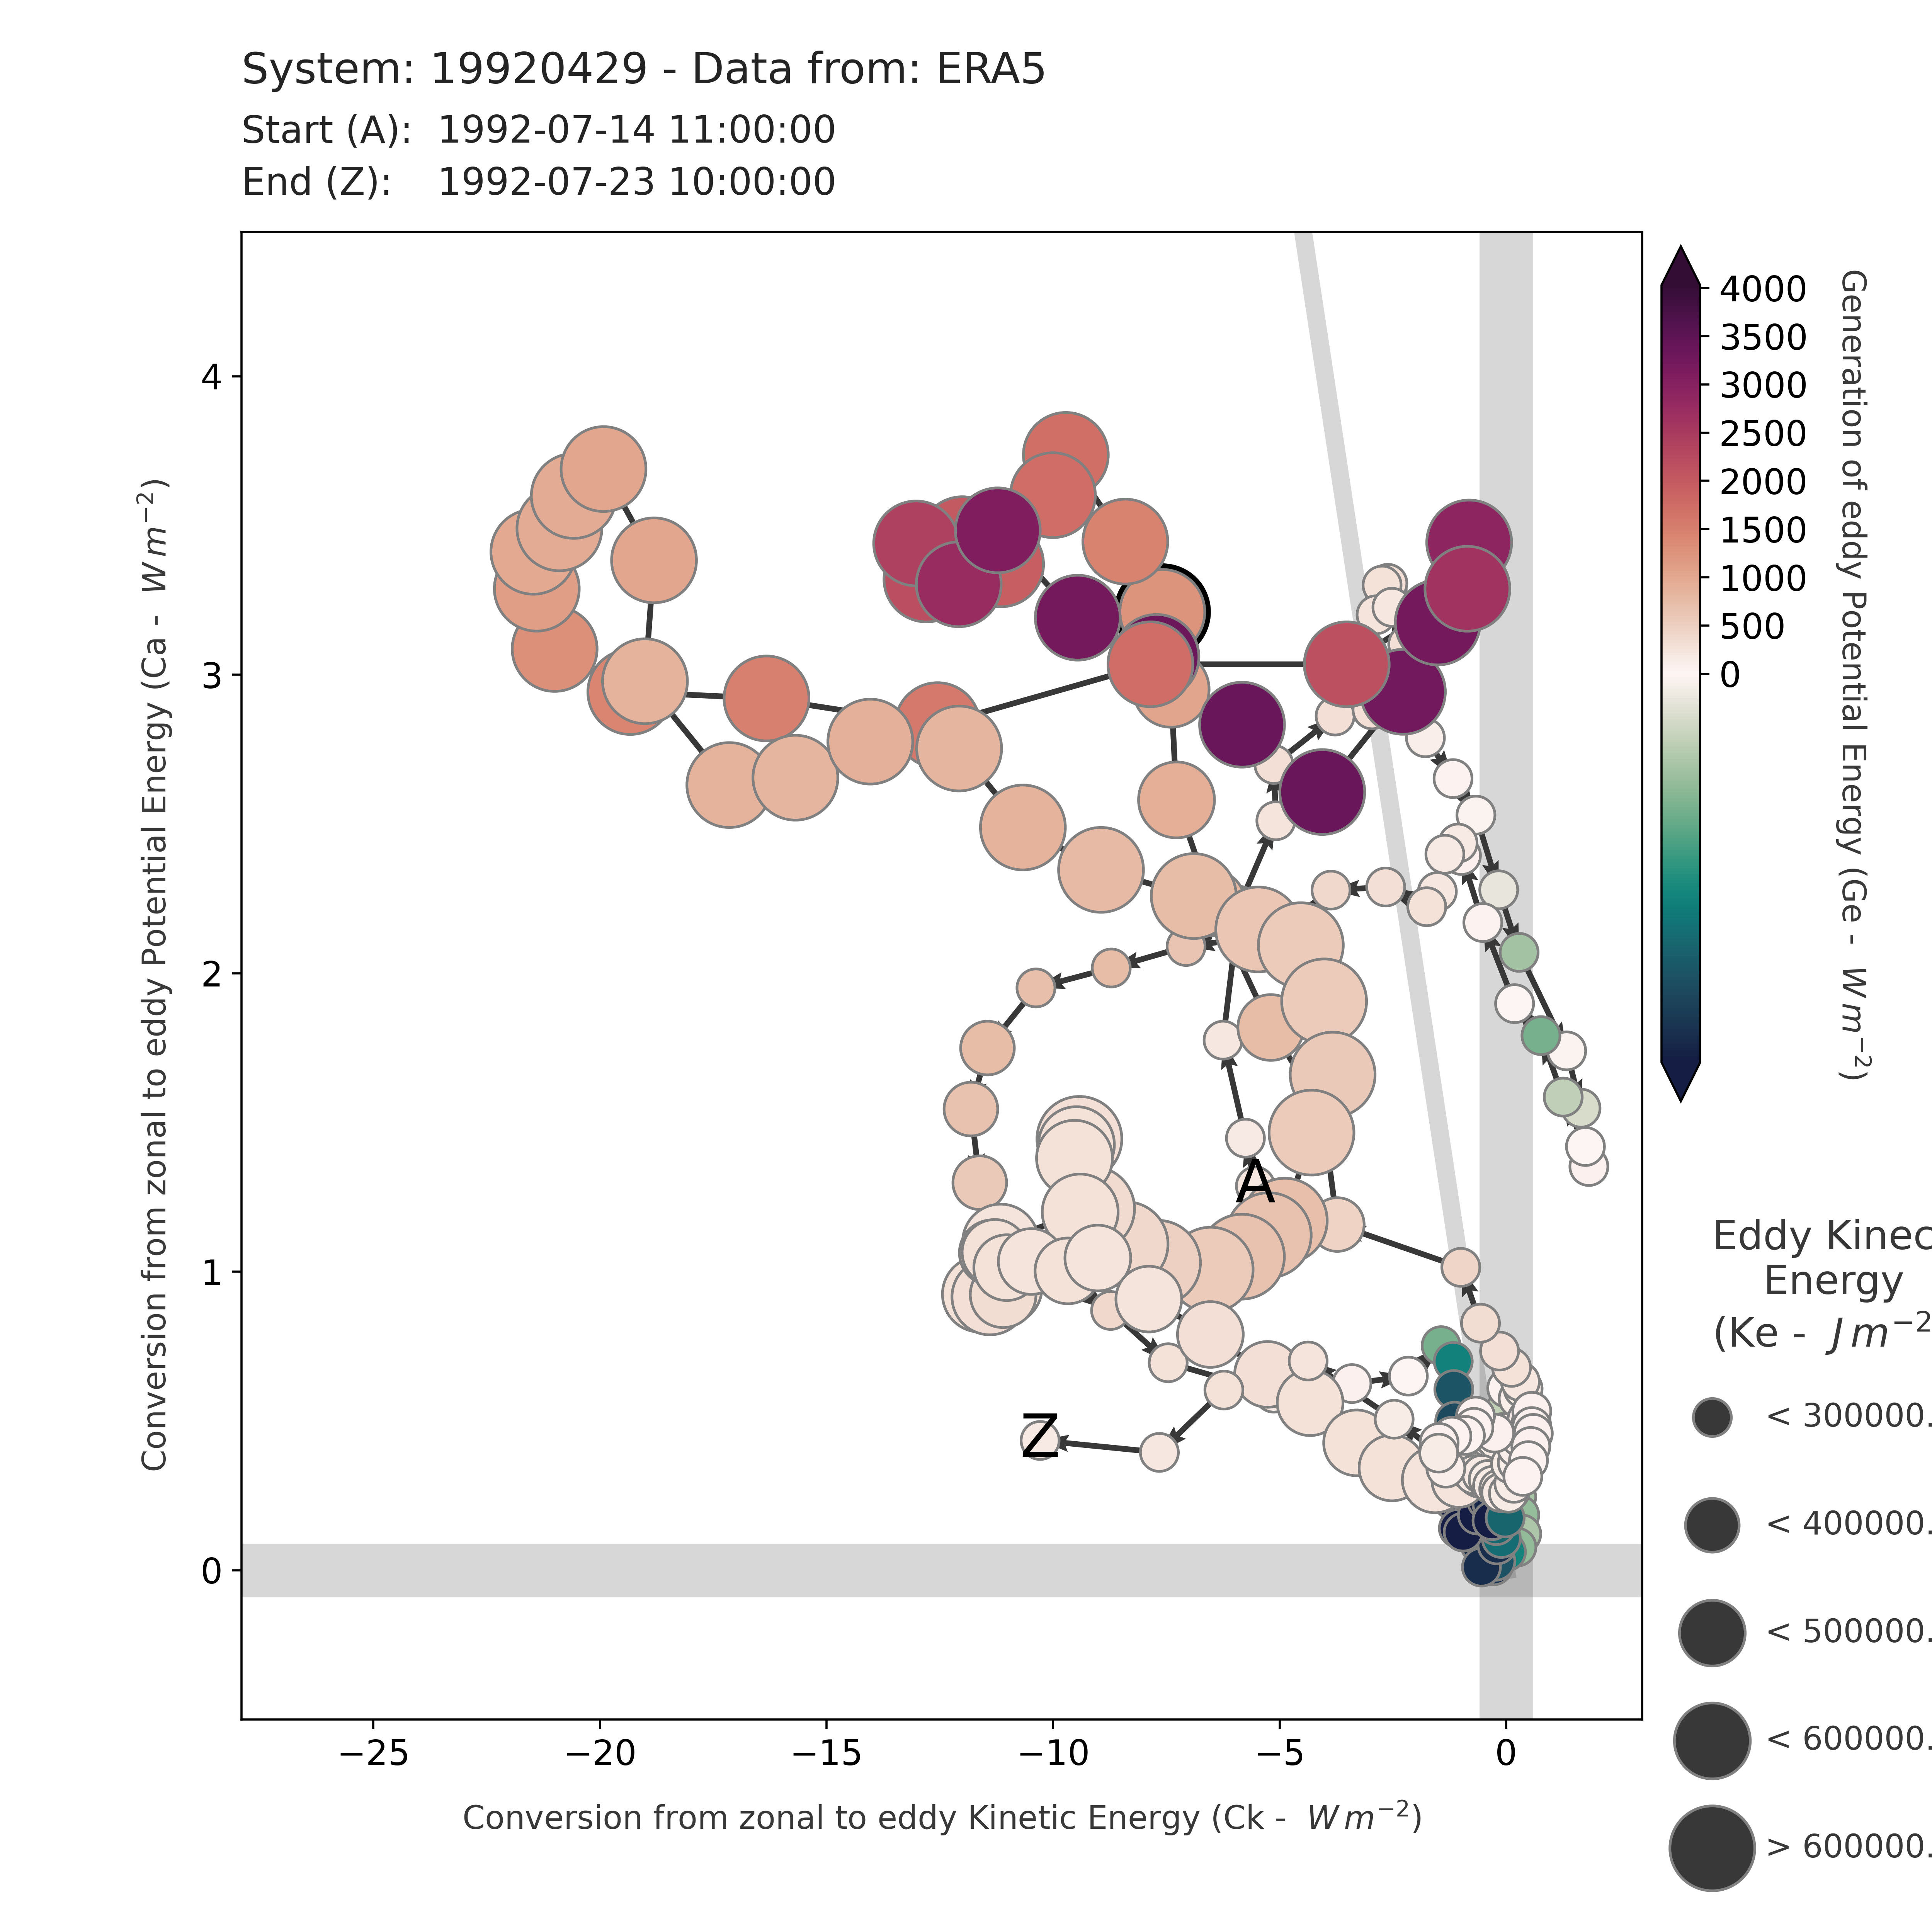 System: 19920429 - Data from: ERA5
Start (A): 1992-07-14 11:00:00
End (Z): 1992-07-23 10:00:00
Conversion from zonal to eddy Potential Energy (Ca - W m⁻²)
4
3
2
1
0
A
Z
−25
−20
−15
−10
−5
0
Conversion from zonal to eddy Kinetic Energy (Ck - W m⁻²)
4000
3500
3000
2500
2000
1500
1000
500
0
Generation of eddy Potential Energy (Ge - W m⁻²)
Eddy Kinec
Energy
(Ke - J m⁻²
< 300000.
< 400000.
< 500000.
< 600000.
> 600000.